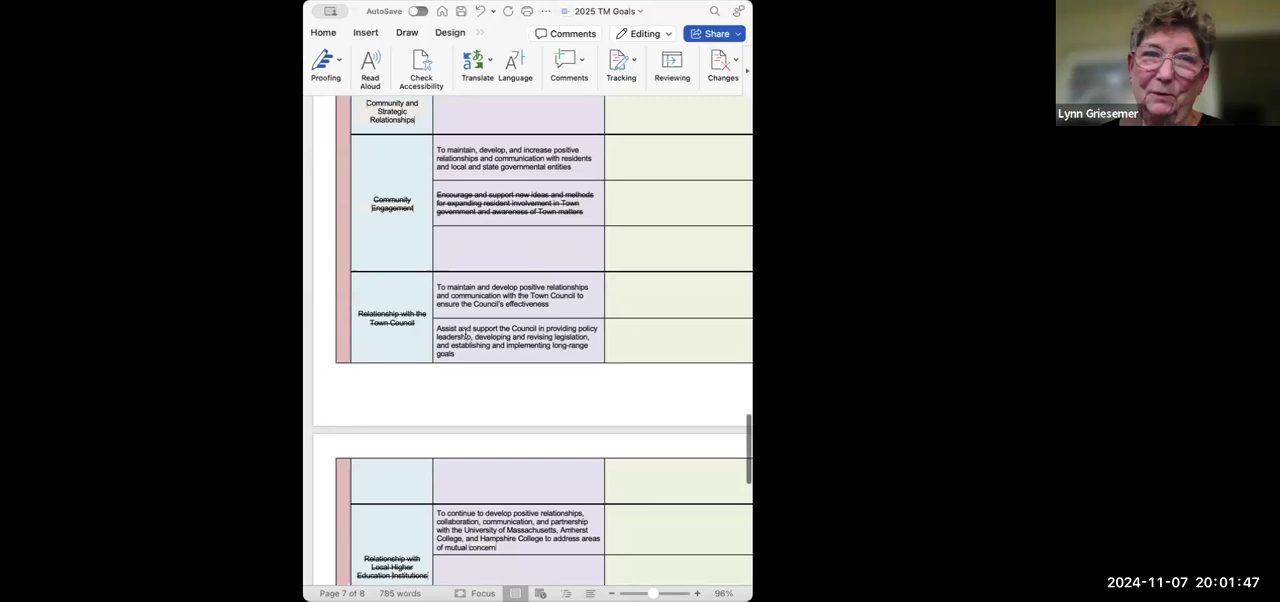 AutoSave
2025 TM Goals
Home
Insert
Draw
Design
Comments
Editing
Share
Proofing
Read
Aloud
Check
Accessibility
Translate
Language
Comments
Tracking
Reviewing
Changes
Community and
Strategic
Relationships
To maintain, develop, and increase positive
relationships and communication with residents
and local and state governmental entities
Community
Engagement
Encourage and support new ideas and methods
for expanding resident involvement in Town
government and awareness of Town matters
Relationship with the
Town Council
To maintain and develop positive relationships
and communication with the Town Council to
ensure the Council's effectiveness
Assist and support the Council in providing policy
leadership, developing and revising legislation,
and establishing and implementing long-range
goals
To continue to develop positive relationships,
collaboration, communication, and partnership
with the University of Massachusetts, Amherst
College, and Hampshire College to address areas
of mutual concern
Relationship with
Local Higher
Education Institutions
Page 7 of 8
785 words
Focus
96%
Lynn Griesemer
2024-11-07 20:01:47